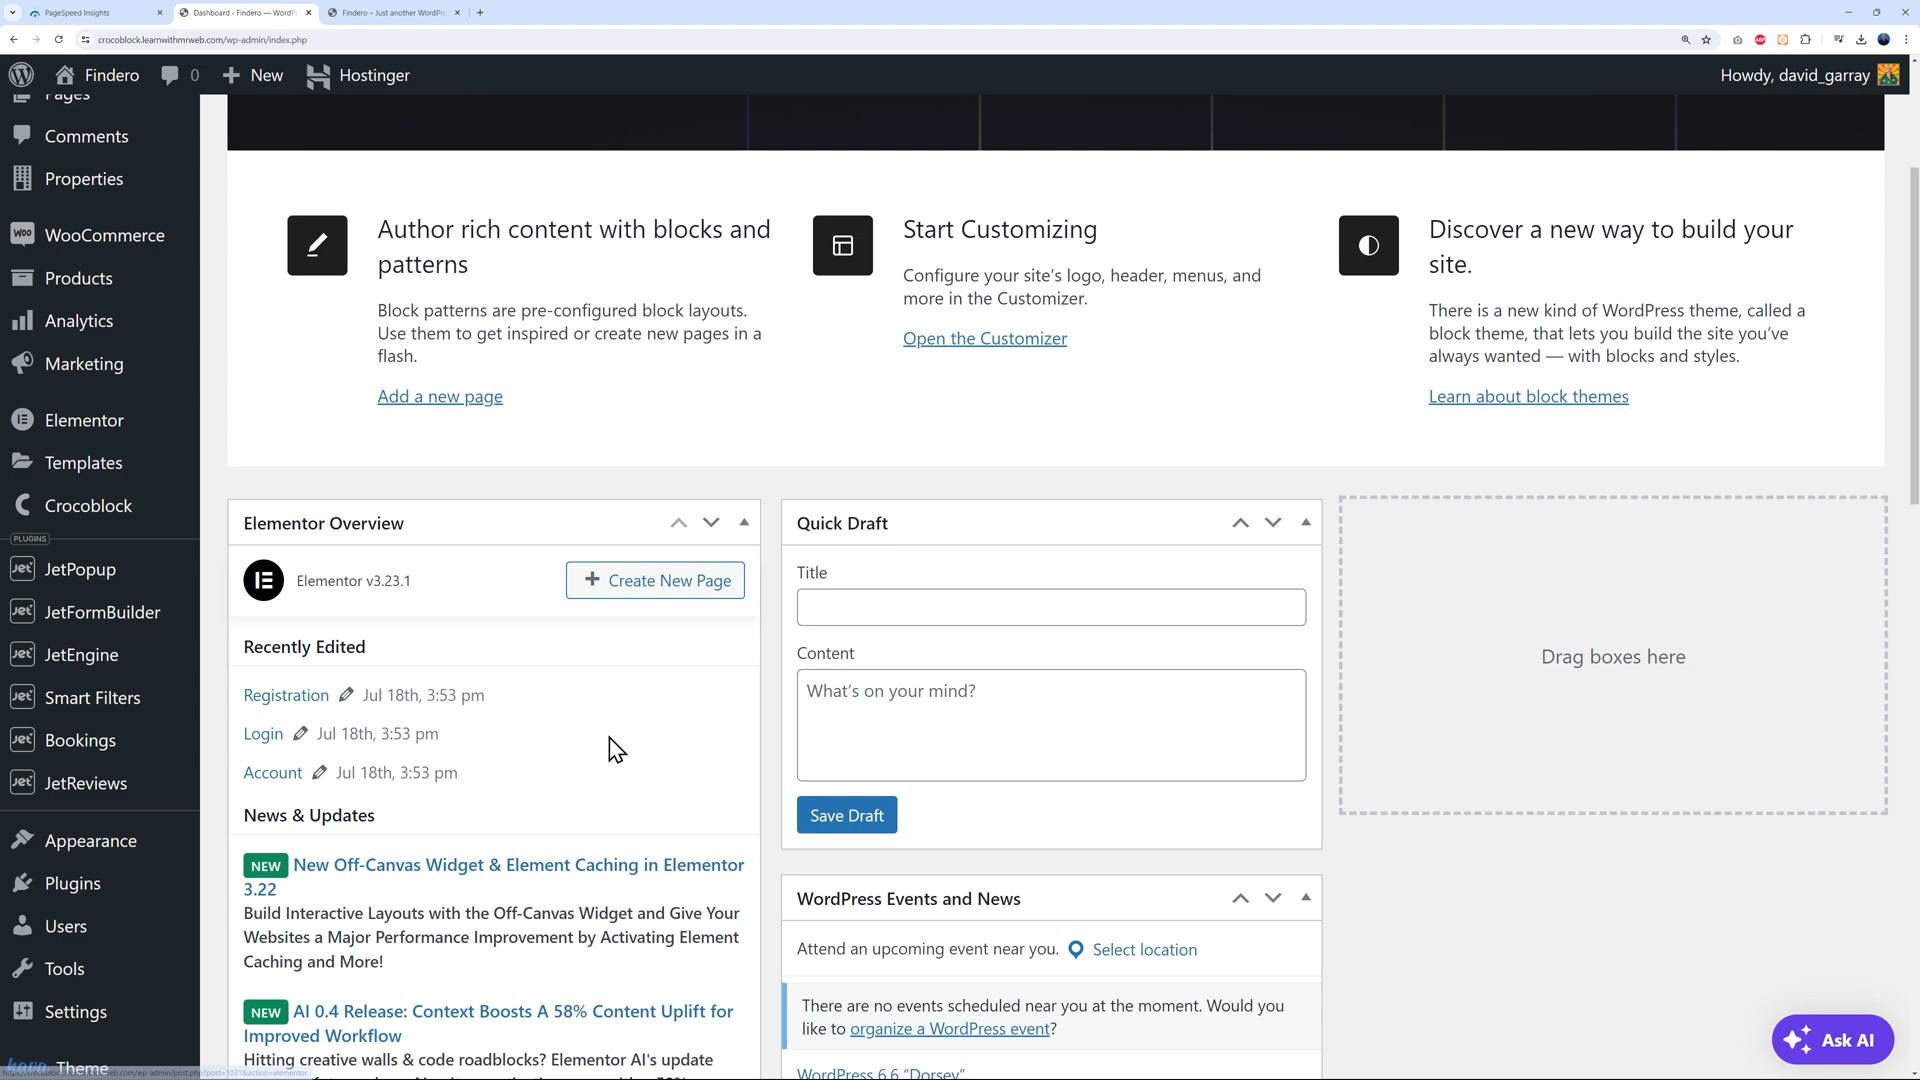 PageSpeed Insights
Dashboard ‹ Findero — WordPr
Findero – Just another WordPre
crocoblock.learnwithmrweb.com/wp-admin/index.php
Findero
0
New
Hostinger
Howdy, david_garray
Pages
Comments
Properties
WooCommerce
Products
Analytics
Marketing
Elementor
Templates
Crocoblock
PLUGINS
JetPopup
JetFormBuilder
JetEngine
Smart Filters
Bookings
JetReviews
Appearance
Plugins
Users
Tools
Settings
Theme
Author rich content with blocks and
patterns
Block patterns are pre-configured block layouts.
Use them to get inspired or create new pages in a
flash.
Add a new page
Start Customizing
Configure your site's logo, header, menus, and
more in the Customizer.
Open the Customizer
Discover a new way to build your
site.
There is a new kind of WordPress theme, called a
block theme, that lets you build the site you've
always wanted — with blocks and styles.
Learn about block themes
Elementor Overview
Elementor v3.23.1
Create New Page
Recently Edited
Registration Jul 18th, 3:53 pm
Login Jul 18th, 3:53 pm
Account Jul 18th, 3:53 pm
News & Updates
NEW New Off-Canvas Widget & Element Caching in Elementor
3.22
Build Interactive Layouts with the Off-Canvas Widget and Give Your
Websites a Major Performance Improvement by Activating Element
Caching and More!
NEW AI 0.4 Release: Context Boosts A 58% Content Uplift for
Improved Workflow
Hitting creative walls & code roadblocks? Elementor AI's update
Quick Draft
Title
Content
What's on your mind?
Save Draft
WordPress Events and News
Attend an upcoming event near you. Select location
There are no events scheduled near you at the moment. Would you
like to organize a WordPress event?
WordPress 6.6 "Dorsey"
Drag boxes here
Ask AI